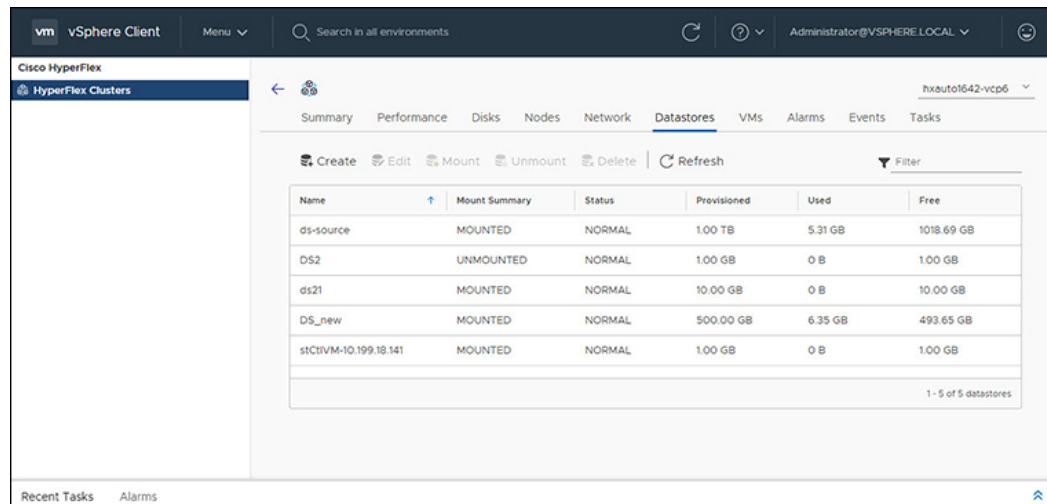 vm vSphere Client Menu Search in all environments Administrator@VSPHERE.LOCAL
Cisco HyperFlex
HyperFlex Clusters
hxauto1642-vcp6
Summary Performance Disks Nodes Network Datastores VMs Alarms Events Tasks
Create Edit Mount Unmount Delete Refresh Filter
Name Mount Summary Status Provisioned Used Free
ds-source MOUNTED NORMAL 1.00 TB 5.31 GB 1018.69 GB
DS2 UNMOUNTED NORMAL 1.00 GB 0 B 1.00 GB
ds21 MOUNTED NORMAL 10.00 GB 0 B 10.00 GB
DS_new MOUNTED NORMAL 500.00 GB 6.35 GB 493.65 GB
stCtlVM-10.199.18.141 MOUNTED NORMAL 1.00 GB 0 B 1.00 GB
1 - 5 of 5 datastores
Recent Tasks Alarms